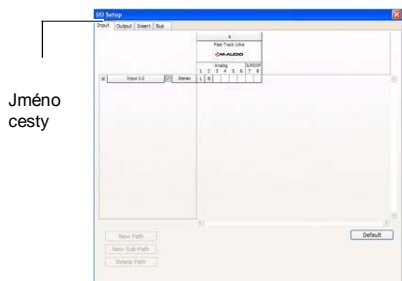 I/O Setup
Input Output Insert Bus
A
Fast Track Ultra
M-AUDIO
Analog S/PDIF
1 2 3 4 5 6 7 8
Input 1-2 Stereo L R
Jméno
cesty
New Path
New Sub-Path
Delete Path
Default